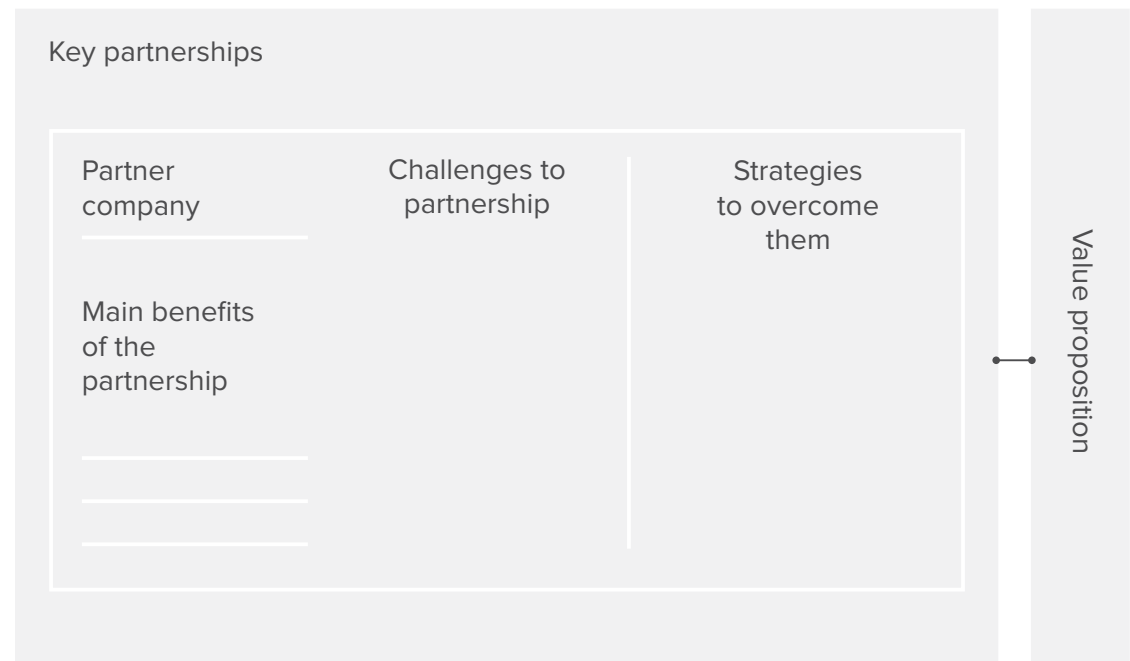 Key partnerships
Partner
company
Main benefits
of the
partnership
Challenges to
partnership
Strategies
to overcome
them
Value proposition